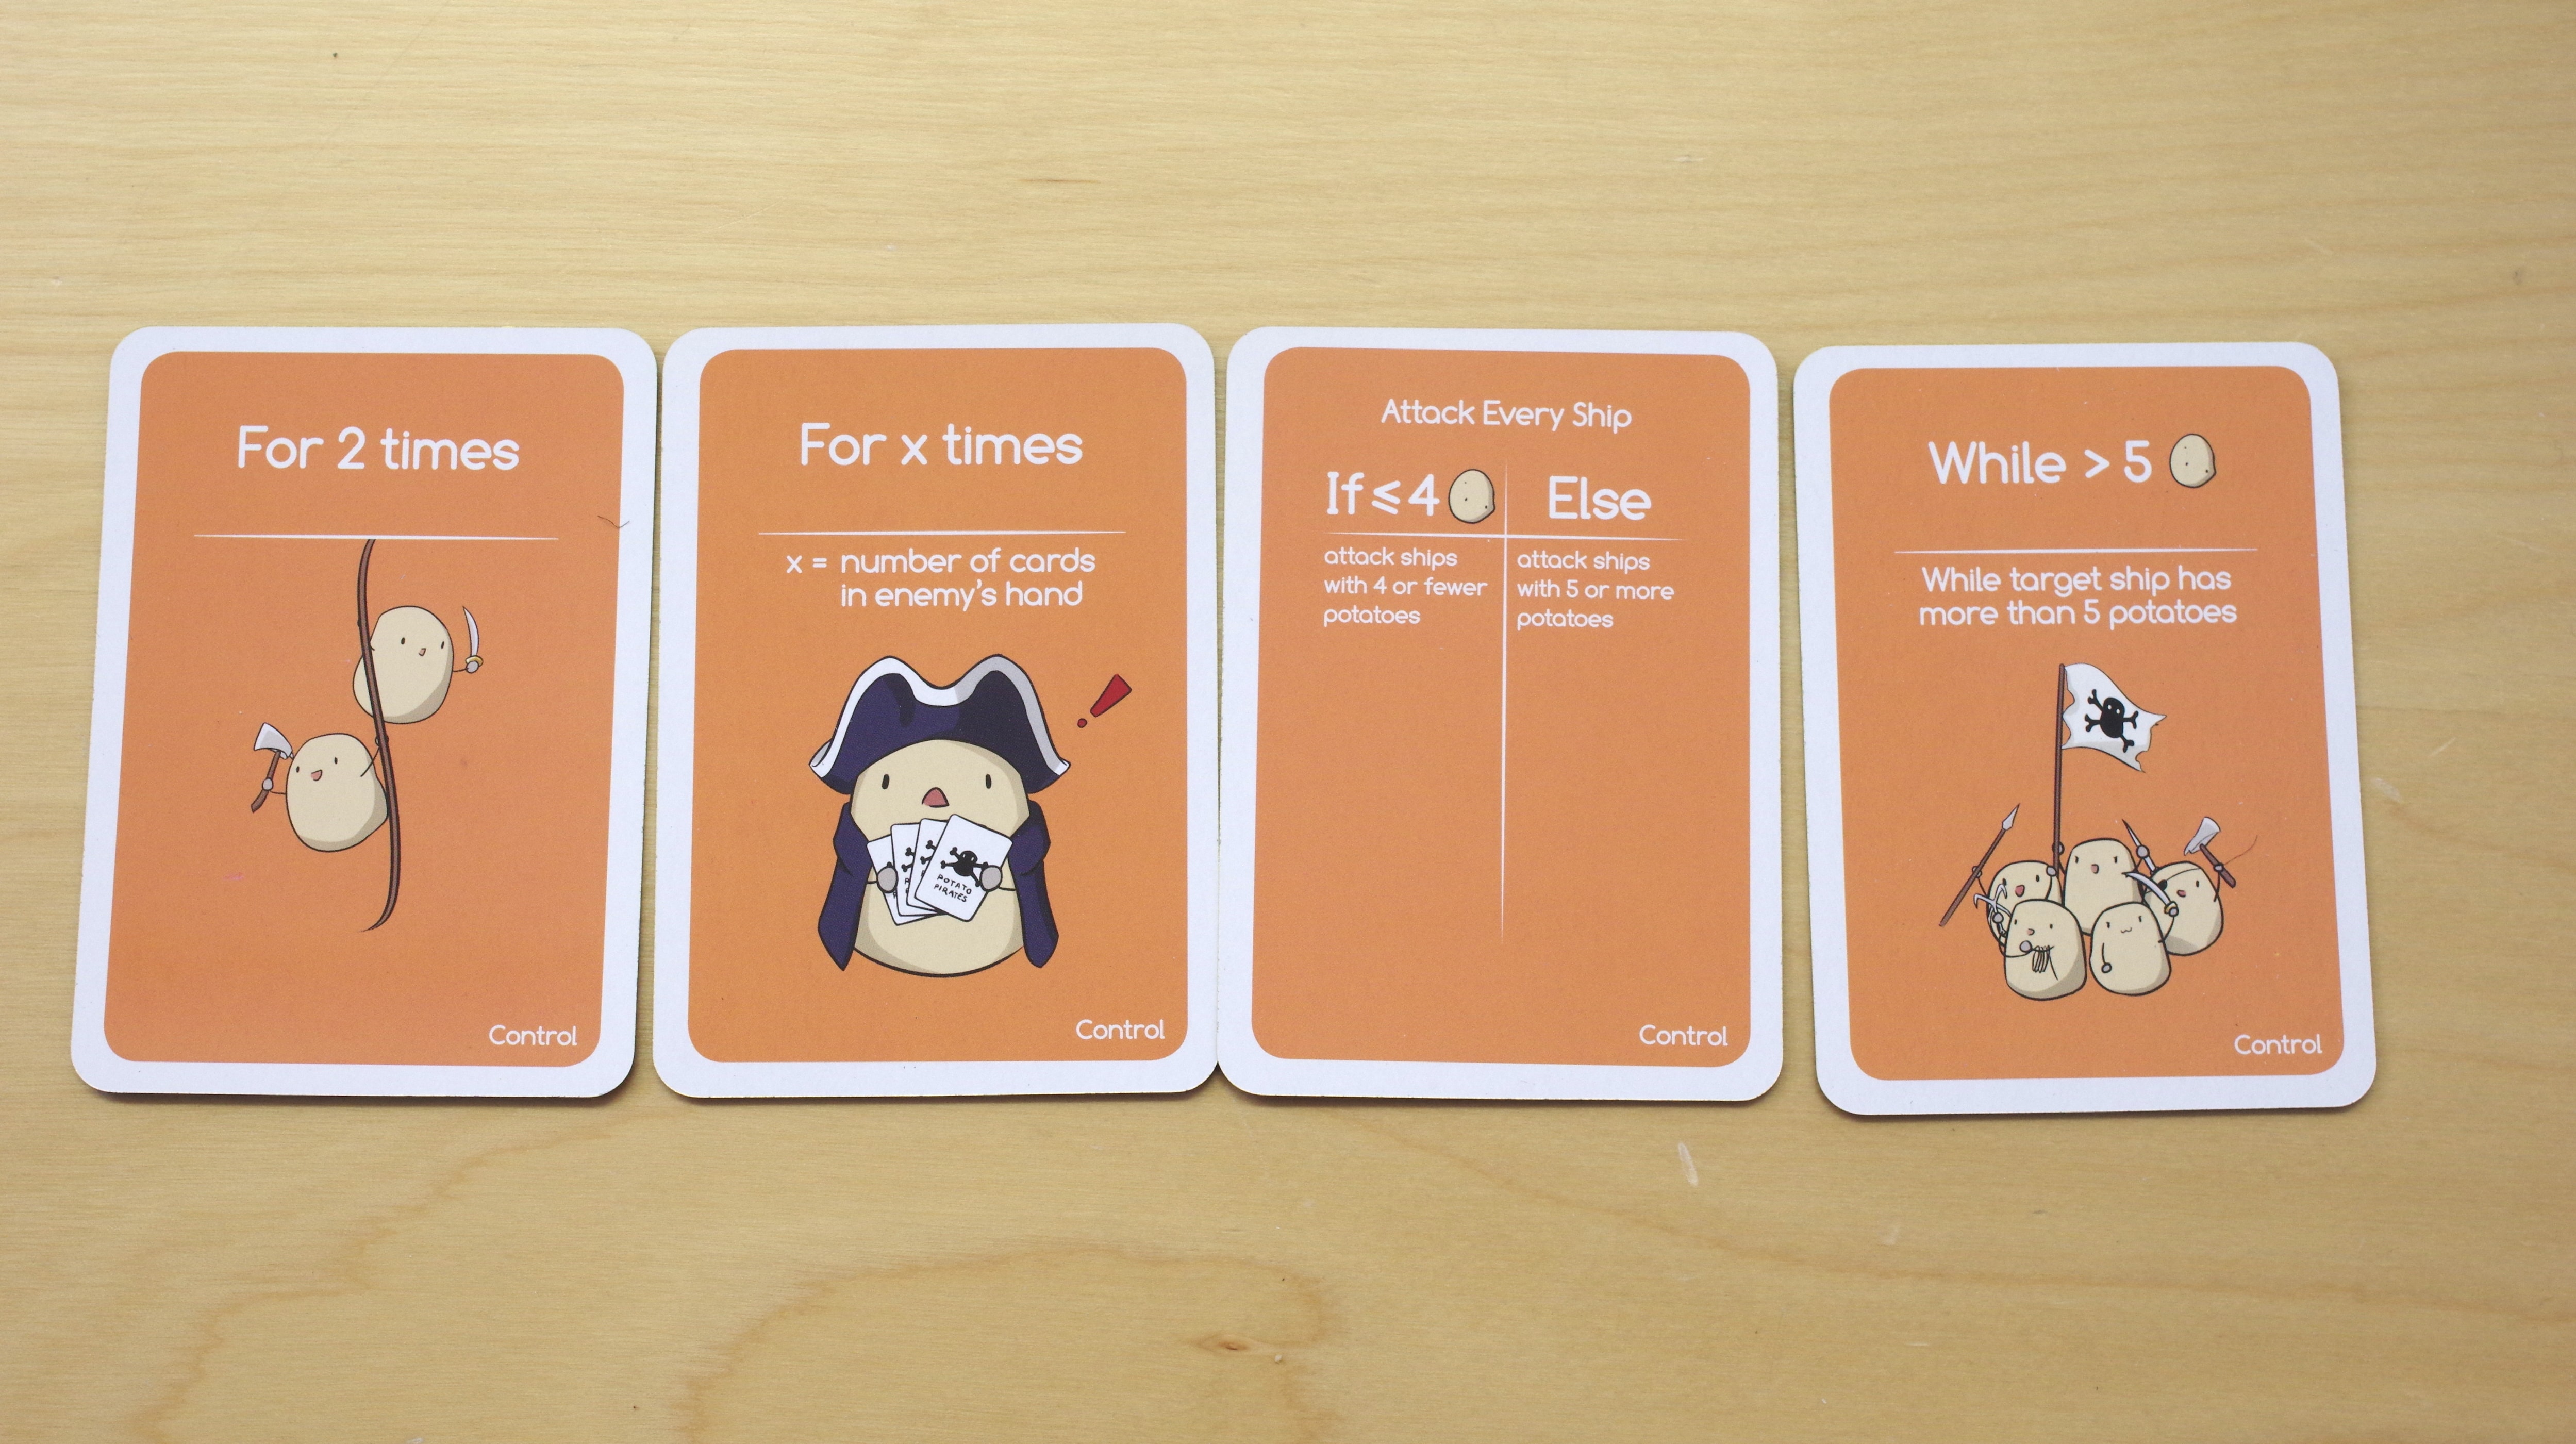 For 2 times
Control
For x times
x = number of cards
in enemy's hand
POTATO
PIRATES
Control
Attack Every Ship
If ≤ 4
attack ships
with 4 or fewer
potatoes
Else
attack ships
with 5 or more
potatoes
Control
While > 5
While target ship has
more than 5 potatoes
Control